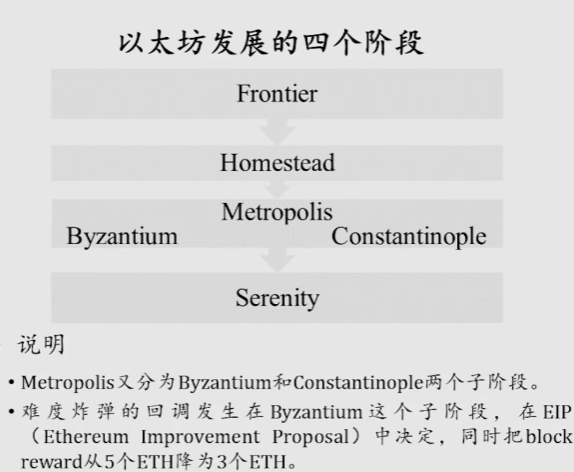 以太坊发展的四个阶段
Frontier
Homestead
Metropolis
Byzantium Constantinople
Serenity
说明
• Metropolis又分为Byzantium和Constantinople两个子阶段。
• 难度炸弹的回调发生在Byzantium这个子阶段，在EIP
（Ethereum Improvement Proposal）中决定，同时把block
reward从5个ETH降为3个ETH。